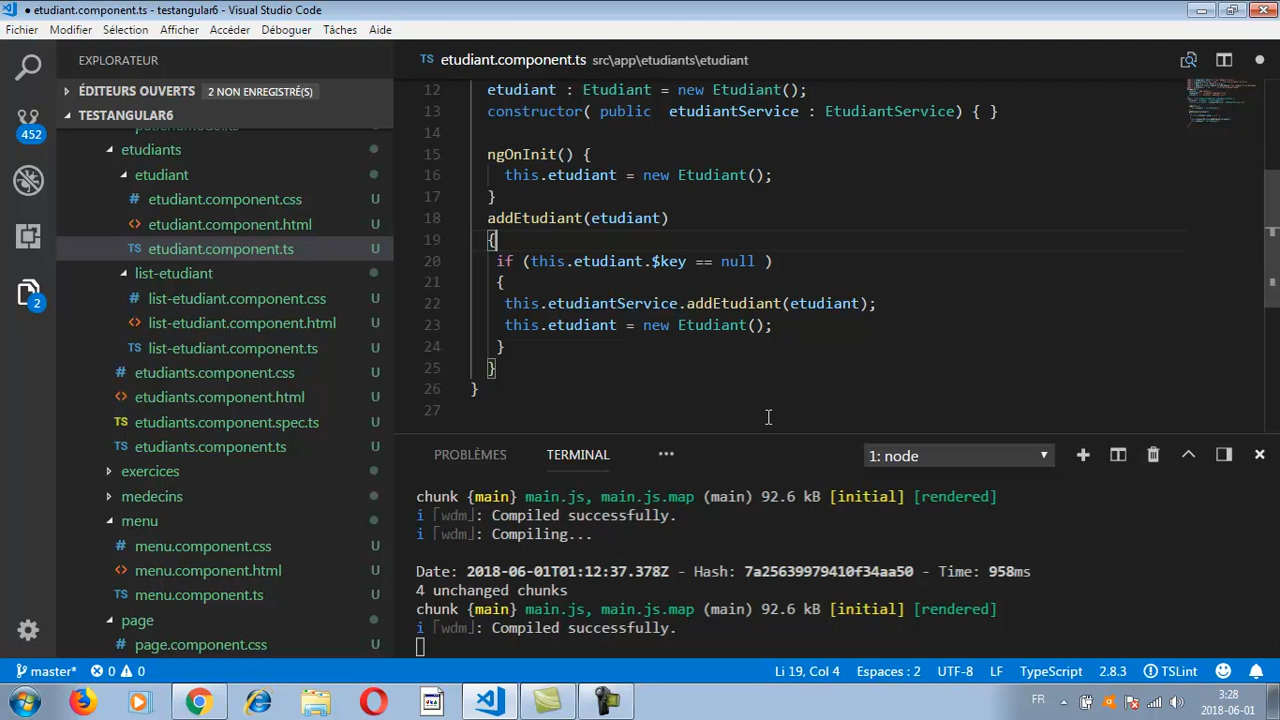 etudiant.component.ts - testangular6 - Visual Studio Code
Fichier Modifier Sélection Afficher Accéder Déboguer Tâches Aide
EXPLORATEUR
ÉDITEURS OUVERTS 2 NON ENREGISTRÉ(S)
TESTANGULAR6
etudiants
etudiant
etudiant.component.css U
etudiant.component.html U
etudiant.component.ts U
list-etudiant
list-etudiant.component.css U
list-etudiant.component.html U
list-etudiant.component.ts U
etudiants.component.css U
etudiants.component.html U
etudiants.component.spec.ts U
etudiants.component.ts U
exercices
medecins
menu
menu.component.css U
menu.component.html U
menu.component.ts U
page
page.component.css U
452
2
TS etudiant.component.ts src\app\etudiants\etudiant
12 etudiant : Etudiant = new Etudiant();
13 constructor( public etudiantService : EtudiantService) { }
14
15 ngOnInit() {
16 this.etudiant = new Etudiant();
17 }
18 addEtudiant(etudiant)
19 {
20 if (this.etudiant.$key == null )
21 {
22 this.etudiantService.addEtudiant(etudiant);
23 this.etudiant = new Etudiant();
24 }
25 }
26 }
27
PROBLÈMES TERMINAL ••• 1: node
chunk {main} main.js, main.js.map (main) 92.6 kB [initial] [rendered]
i ｢wdm｣: Compiled successfully.
i ｢wdm｣: Compiling...
Date: 2018-06-01T01:12:37.378Z - Hash: 7a25639979410f34aa50 - Time: 958ms
4 unchanged chunks
chunk {main} main.js, main.js.map (main) 92.6 kB [initial] [rendered]
i ｢wdm｣: Compiled successfully.
master* 0 0 Li 19, Col 4 Espaces : 2 UTF-8 LF TypeScript 2.8.3 TSLint
FR 3:28
2018-06-01